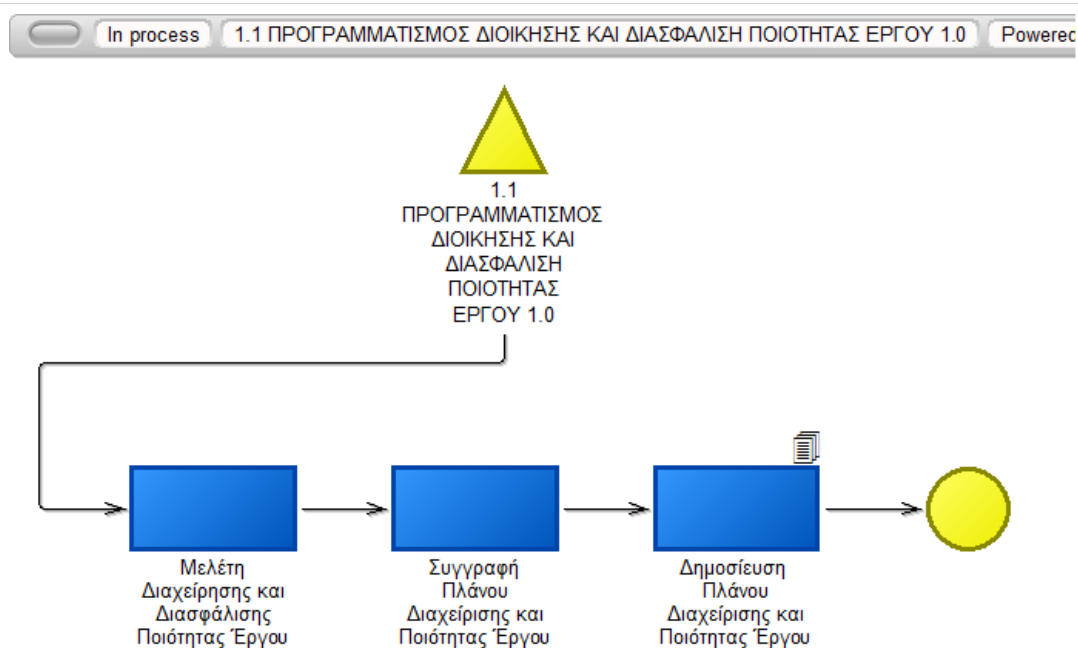 In process 1.1 ΠΡΟΓΡΑΜΜΑΤΙΣΜΟΣ ΔΙΟΙΚΗΣΗΣ ΚΑΙ ΔΙΑΣΦΑΛΙΣΗ ΠΟΙΟΤΗΤΑΣ ΕΡΓΟΥ 1.0 Powered
1.1
ΠΡΟΓΡΑΜΜΑΤΙΣΜΟΣ
ΔΙΟΙΚΗΣΗΣ ΚΑΙ
ΔΙΑΣΦΑΛΙΣΗ
ΠΟΙΟΤΗΤΑΣ
ΕΡΓΟΥ 1.0
Μελέτη
Διαχείρησης και
Διασφάλισης
Ποιότητας Έργου
Συγγραφή
Πλάνου
Διαχείρισης και
Ποιότητας Έργου
Δημοσίευση
Πλάνου
Διαχείρισης και
Ποιότητας Έργου